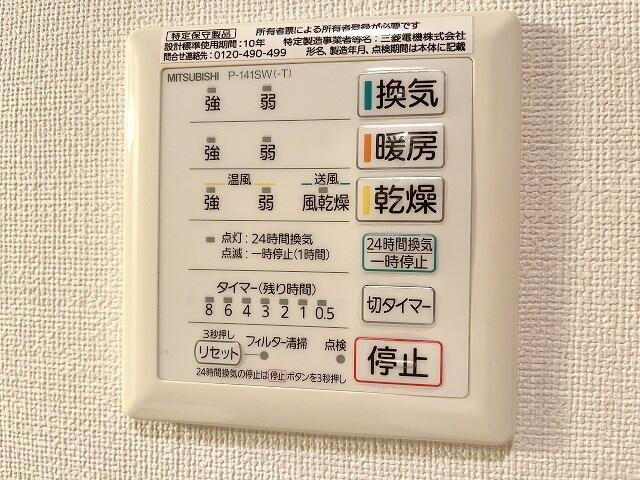 特定保守製品 所有者票による所有者登録が必要です
設計標準使用期間:10年 特定製造事業者等名:三菱電機株式会社
問合せ連絡先:0120-490-499 形名、製造年月、点検期間は本体に記載
MITSUBISHI P-141SW(-T)
強 弱 換気
強 弱 暖房
温風 送風
強 弱 風乾燥 乾燥
点灯:24時間換気
点滅:一時停止(1時間)
24時間換気
一時停止
タイマー(残り時間)
8 6 4 3 2 1 0.5
切タイマー
3秒押し
リセット フィルター清掃 点検
停止
24時間換気の停止は停止ボタンを3秒押し